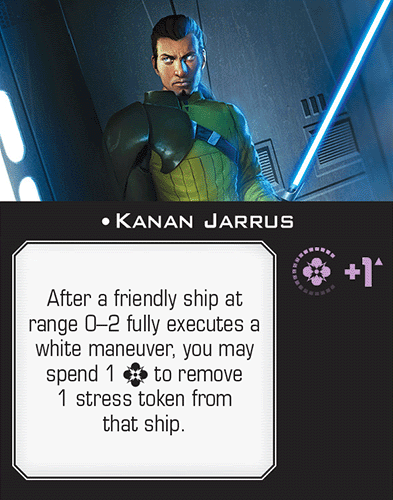 • Kanan Jarrus
+1
After a friendly ship at
range 0–2 fully executes a
white maneuver, you may
spend 1 to remove
1 stress token from
that ship.